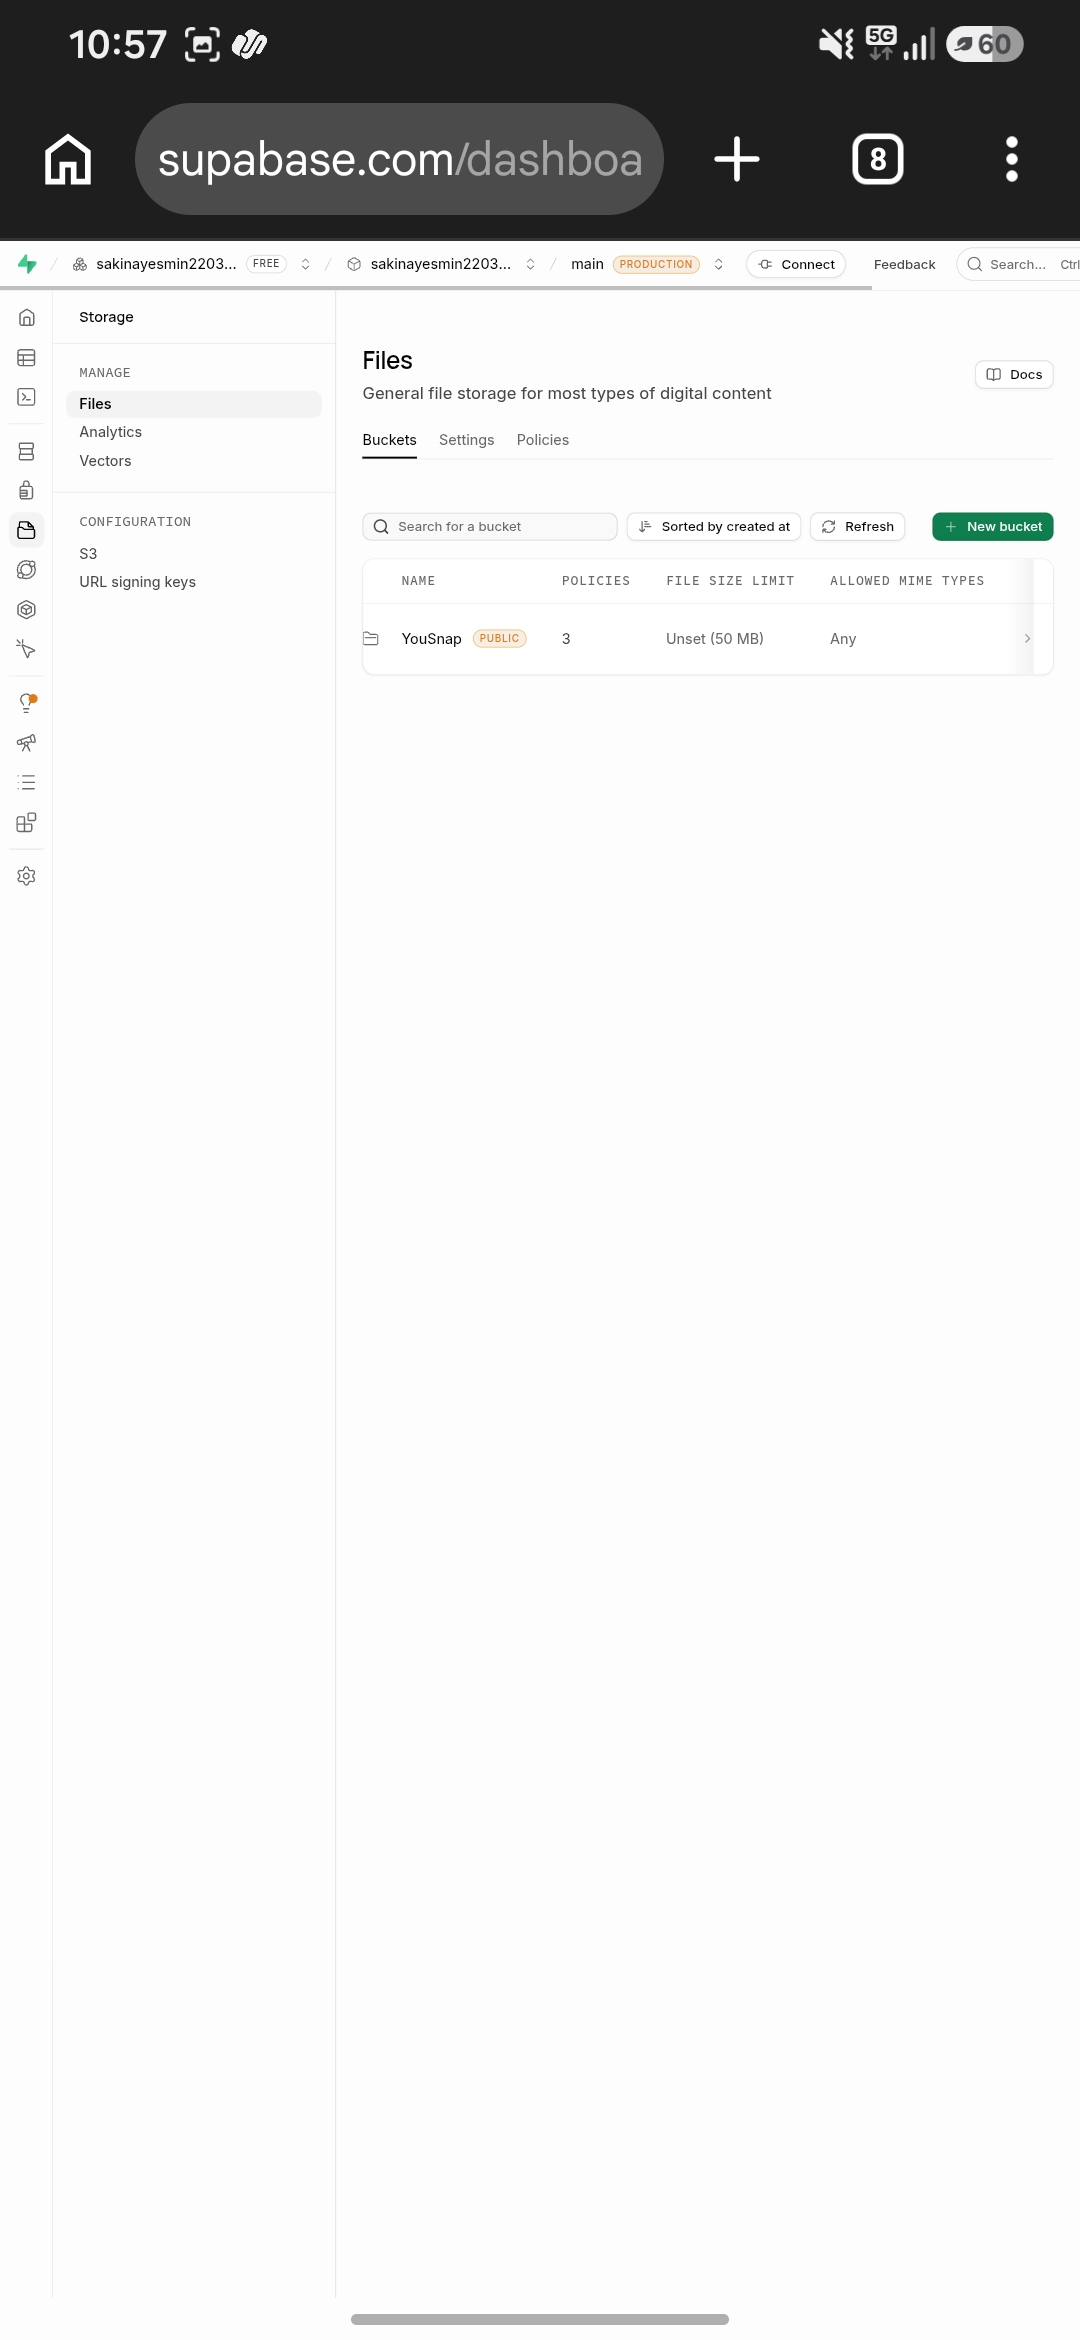 10:57
5G
60
supabase.com/dashboa
8
sakinayesmin2203... FREE
sakinayesmin2203...
main PRODUCTION
Connect
Feedback
Search... Ctrl
Storage
MANAGE
Files
Analytics
Vectors
CONFIGURATION
S3
URL signing keys
Files
General file storage for most types of digital content
Docs
Buckets Settings Policies
Search for a bucket Sorted by created at Refresh New bucket
NAME POLICIES FILE SIZE LIMIT ALLOWED MIME TYPES
YouSnap PUBLIC 3 Unset (50 MB) Any